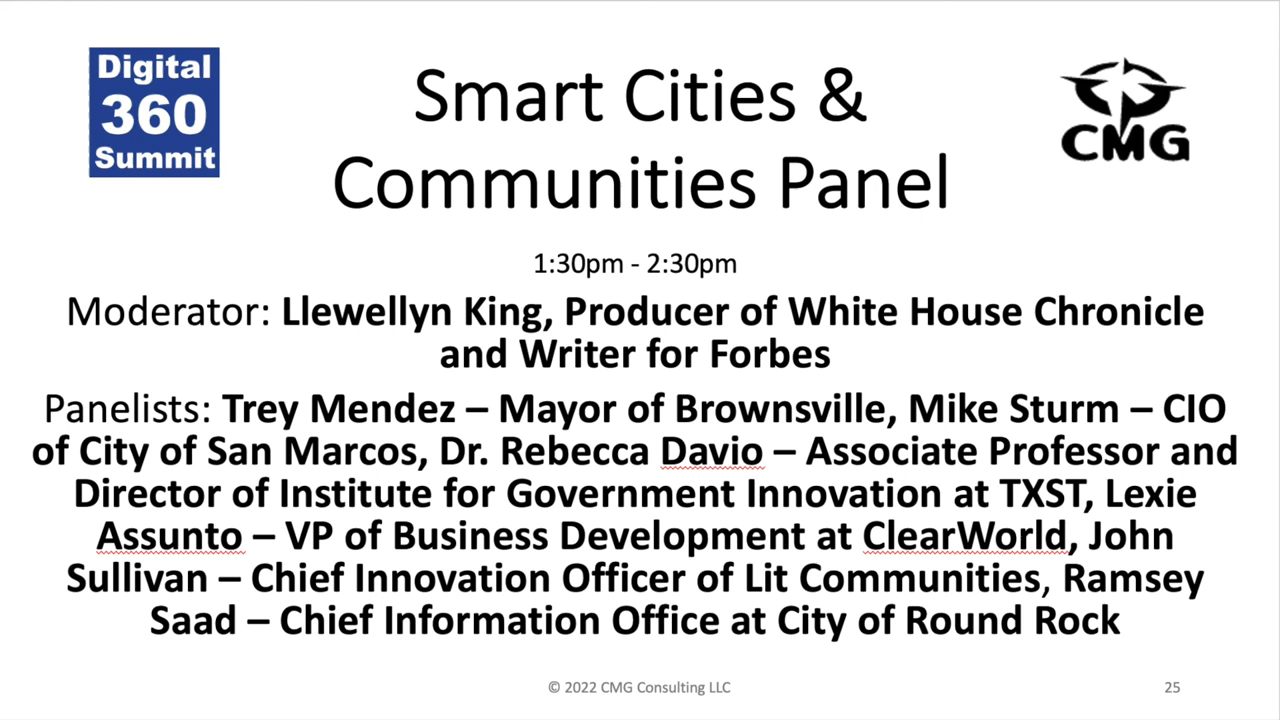 Digital
360
Summit
Smart Cities &
Communities Panel
CMG
1:30pm - 2:30pm
Moderator: Llewellyn King, Producer of White House Chronicle
and Writer for Forbes
Panelists: Trey Mendez – Mayor of Brownsville, Mike Sturm – CIO
of City of San Marcos, Dr. Rebecca Davio – Associate Professor and
Director of Institute for Government Innovation at TXST, Lexie
Assunto – VP of Business Development at ClearWorld, John
Sullivan – Chief Innovation Officer of Lit Communities, Ramsey
Saad – Chief Information Office at City of Round Rock
© 2022 CMG Consulting LLC
25